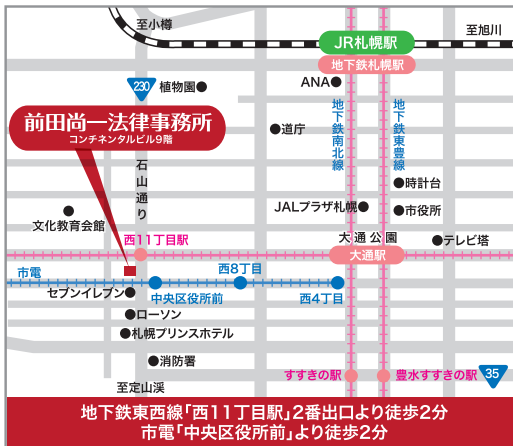 至小樽
JR札幌駅
至旭川
地下鉄札幌駅
230
植物園
ANA
前田尚一法律事務所
コンチネンタルビル9階
道庁
地下鉄南北線
地下鉄東豊線
石山通り
時計台
JALプラザ札幌
市役所
文化教育会館
西11丁目駅
大通公園
テレビ塔
大通駅
市電
西8丁目
セブンイレブン
中央区役所前
西4丁目
ローソン
札幌プリンスホテル
消防署
すすきの駅
豊水すすきの駅
35
至定山渓
地下鉄東西線「西11丁目駅」2番出口より徒歩2分
市電「中央区役所前」より徒歩2分